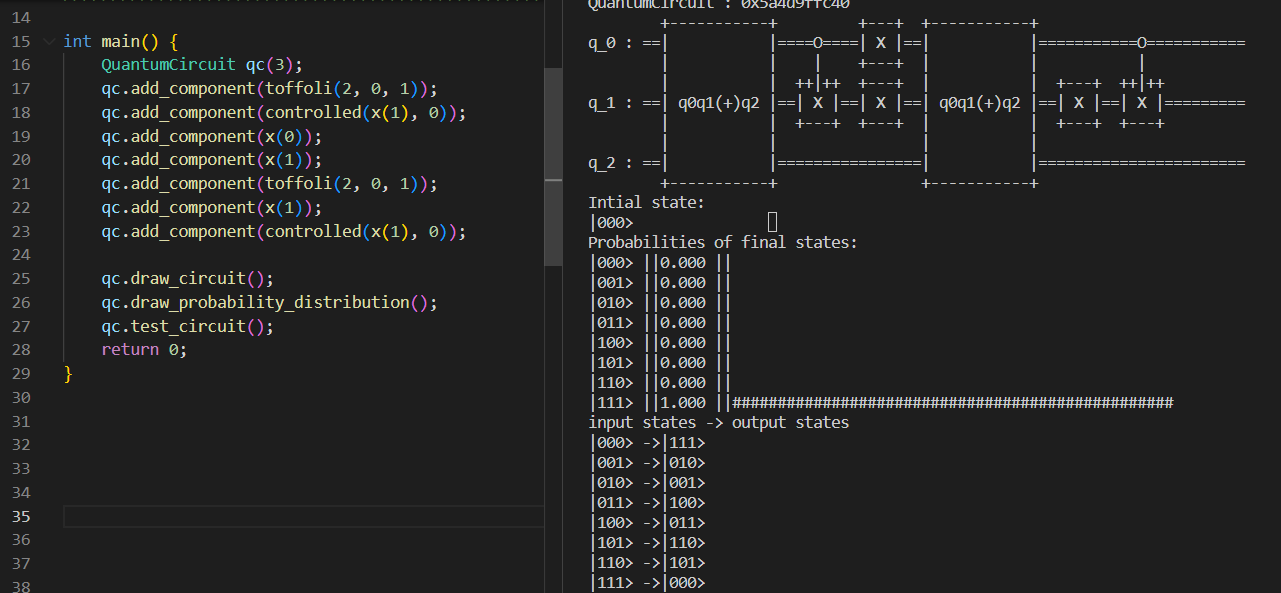 14
15 int main() {
16 QuantumCircuit qc(3);
17 qc.add_component(toffoli(2, 0, 1));
18 qc.add_component(controlled(x(1), 0));
19 qc.add_component(x(0));
20 qc.add_component(x(1));
21 qc.add_component(toffoli(2, 0, 1));
22 qc.add_component(x(1));
23 qc.add_component(controlled(x(1), 0));
24
25 qc.draw_circuit();
26 qc.draw_probability_distribution();
27 qc.test_circuit();
28 return 0;
29 }
30
31
32
33
34
35
36
37
38
QuantumCircuit : 0x5a4d9ffc40
      +-----------+         +---+  +-----------+
q_0 : ==|           |====O====| X |==|           |===========O===========
        |           |    |    +---+  |           |           |
        |           |  ++|++  +---+  |           |  +---+  ++|++
q_1 : ==| q0q1(+)q2 |==| X |==| X |==| q0q1(+)q2 |==| X |==| X |=========
        |           |  +---+  +---+  |           |  +---+  +---+
        |           |                |           |
q_2 : ==|           |================|           |=======================
        +-----------+                +-----------+
Intial state:
|000>
Probabilities of final states:
|000> ||0.000 ||
|001> ||0.000 ||
|010> ||0.000 ||
|011> ||0.000 ||
|100> ||0.000 ||
|101> ||0.000 ||
|110> ||0.000 ||
|111> ||1.000 ||#################################################
input states -> output states
|000> ->|111>
|001> ->|010>
|010> ->|001>
|011> ->|100>
|100> ->|011>
|101> ->|110>
|110> ->|101>
|111> ->|000>